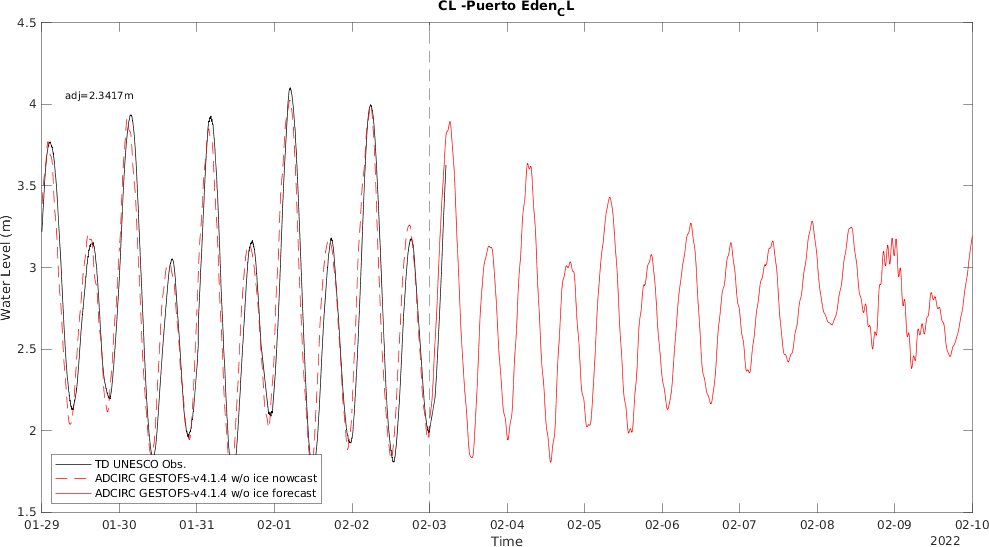 CL -Puerto Eden_CL
4.5
4
3.5
3
2.5
2
1.5
Water Level (m)
adj=2.3417m
TD UNESCO Obs.
ADCIRC GESTOFS-v4.1.4 w/o ice nowcast
ADCIRC GESTOFS-v4.1.4 w/o ice forecast
01-29 01-30 01-31 02-01 02-02 02-03 02-04 02-05 02-06 02-07 02-08 02-09 02-10
Time
2022